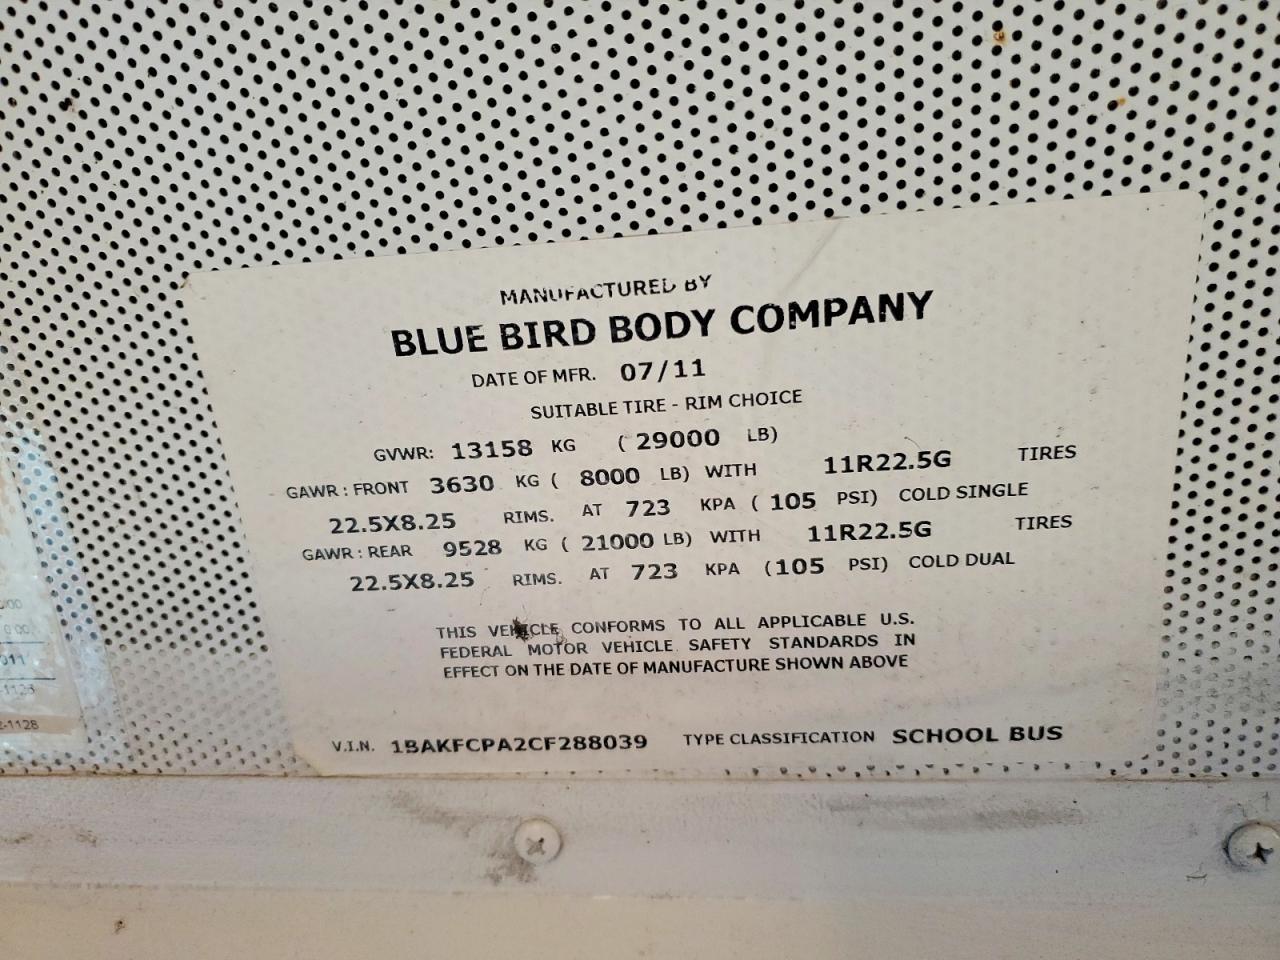 MANUFACTURED BY
BLUE BIRD BODY COMPANY
DATE OF MFR. 07/11
SUITABLE TIRE - RIM CHOICE
GVWR: 13158 KG ( 29000 LB)
GAWR : FRONT 3630 KG ( 8000 LB) WITH 11R22.5G TIRES
22.5X8.25 RIMS. AT 723 KPA ( 105 PSI) COLD SINGLE
GAWR : REAR 9528 KG ( 21000 LB) WITH 11R22.5G TIRES
22.5X8.25 RIMS. AT 723 KPA (105 PSI) COLD DUAL
THIS VEHICLE CONFORMS TO ALL APPLICABLE U.S.
FEDERAL MOTOR VEHICLE SAFETY STANDARDS IN
EFFECT ON THE DATE OF MANUFACTURE SHOWN ABOVE
V.I.N. 1BAKFCPA2CF288039 TYPE CLASSIFICATION SCHOOL BUS
-1128